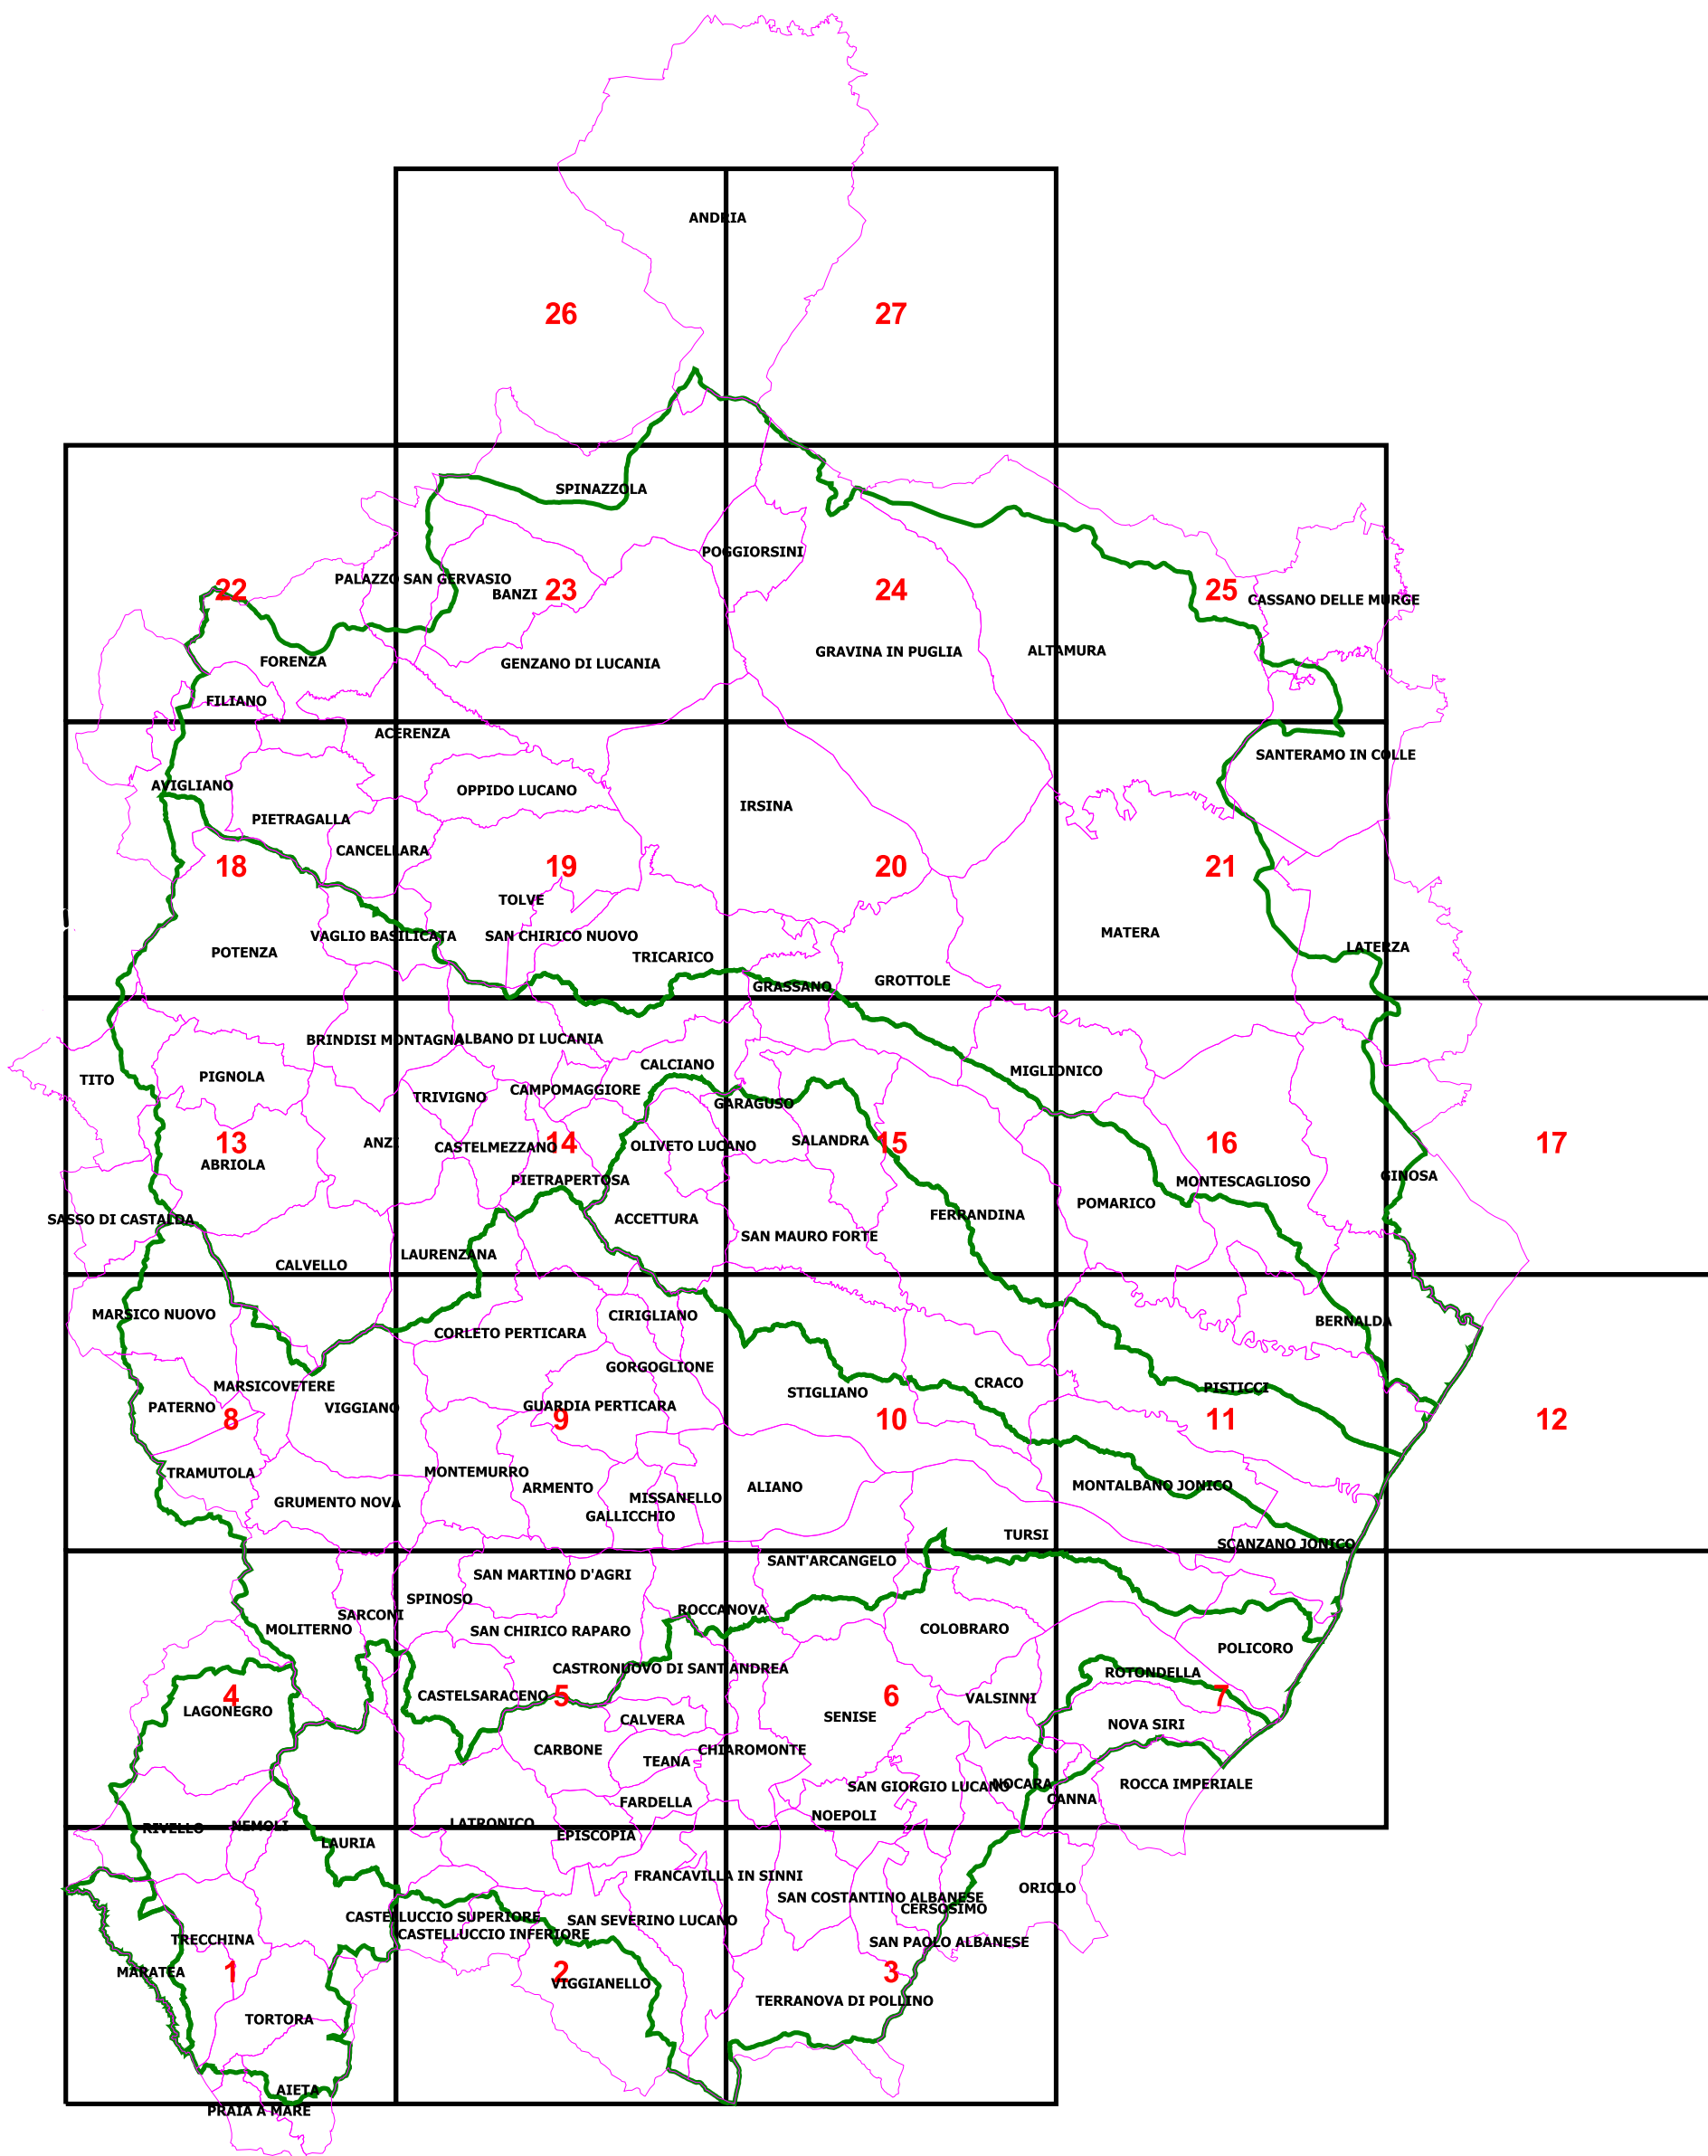 ANDRIA
26
27
SPINAZZOLA
POGGIORSINI
PALAZZO SAN GERVASIO
22
23
24
25
BANZI
CASSANO DELLE MURGE
FORENZA
GENZANO DI LUCANIA
GRAVINA IN PUGLIA
ALTAMURA
FILIANO
ACERENZA
SANTERAMO IN COLLE
AVIGLIANO
OPPIDO LUCANO
IRSINA
PIETRAGALLA
CANCELLARA
18
19
20
21
TOLVE
VAGLIO BASILICATA
SAN CHIRICO NUOVO
MATERA
POTENZA
TRICARICO
LATERZA
GRASSANO
GROTTOLE
BRINDISI MONTAGNA
ALBANO DI LUCANIA
CALCIANO
TITO
PIGNOLA
MIGLIONICO
TRIVIGNO
CAMPOMAGGIORE
GARAGUSO
13
ANZI
CASTELMEZZANO
14
OLIVETO LUCANO
SALANDRA
15
16
17
ABRIOLA
PIETRAPERTOSA
MONTESCAGLIOSO
GINOSA
POMARICO
SASSO DI CASTALDA
ACCETTURA
FERRANDINA
SAN MAURO FORTE
LAURENZANA
CALVELLO
MARSICO NUOVO
CIRIGLIANO
BERNALDA
CORLETO PERTICARA
GORGOGLIONE
MARSICOVETERE
STIGLIANO
CRACO
PISTICCI
PATERNO
8
VIGGIANO
GUARDIA PERTICARA
9
10
11
12
TRAMUTOLA
MONTEMURRO
ARMENTO
ALIANO
MONTALBANO JONICO
GRUMENTO NOVA
MISSANELLO
GALLICCHIO
TURSI
SCANZANO JONICO
SANT'ARCANGELO
SAN MARTINO D'AGRI
SPINOSO
SARCONI
ROCCANOVA
MOLITERNO
SAN CHIRICO RAPARO
COLOBRARO
POLICORO
CASTRONUOVO DI SANT'ANDREA
ROTONDELLA
4
CASTELSARACENO
5
6
VALSINNI
7
LAGONEGRO
CALVERA
SENISE
NOVA SIRI
CARBONE
TEANA
CHIAROMONTE
SAN GIORGIO LUCANO
NOCARA
ROCCA IMPERIALE
CANNA
FARDELLA
NOEPOLI
RIVELLO
NEMOLI
LATRONICO
LAURIA
EPISCOPIA
FRANCAVILLA IN SINNI
ORIOLO
SAN COSTANTINO ALBANESE
CERSOSIMO
CASTELLUCCIO SUPERIORE
SAN SEVERINO LUCANO
CASTELLUCCIO INFERIORE
TRECCHINA
SAN PAOLO ALBANESE
MARATEA
1
2
3
VIGGIANELLO
TERRANOVA DI POLLINO
TORTORA
AIETA
PRAIA A MARE